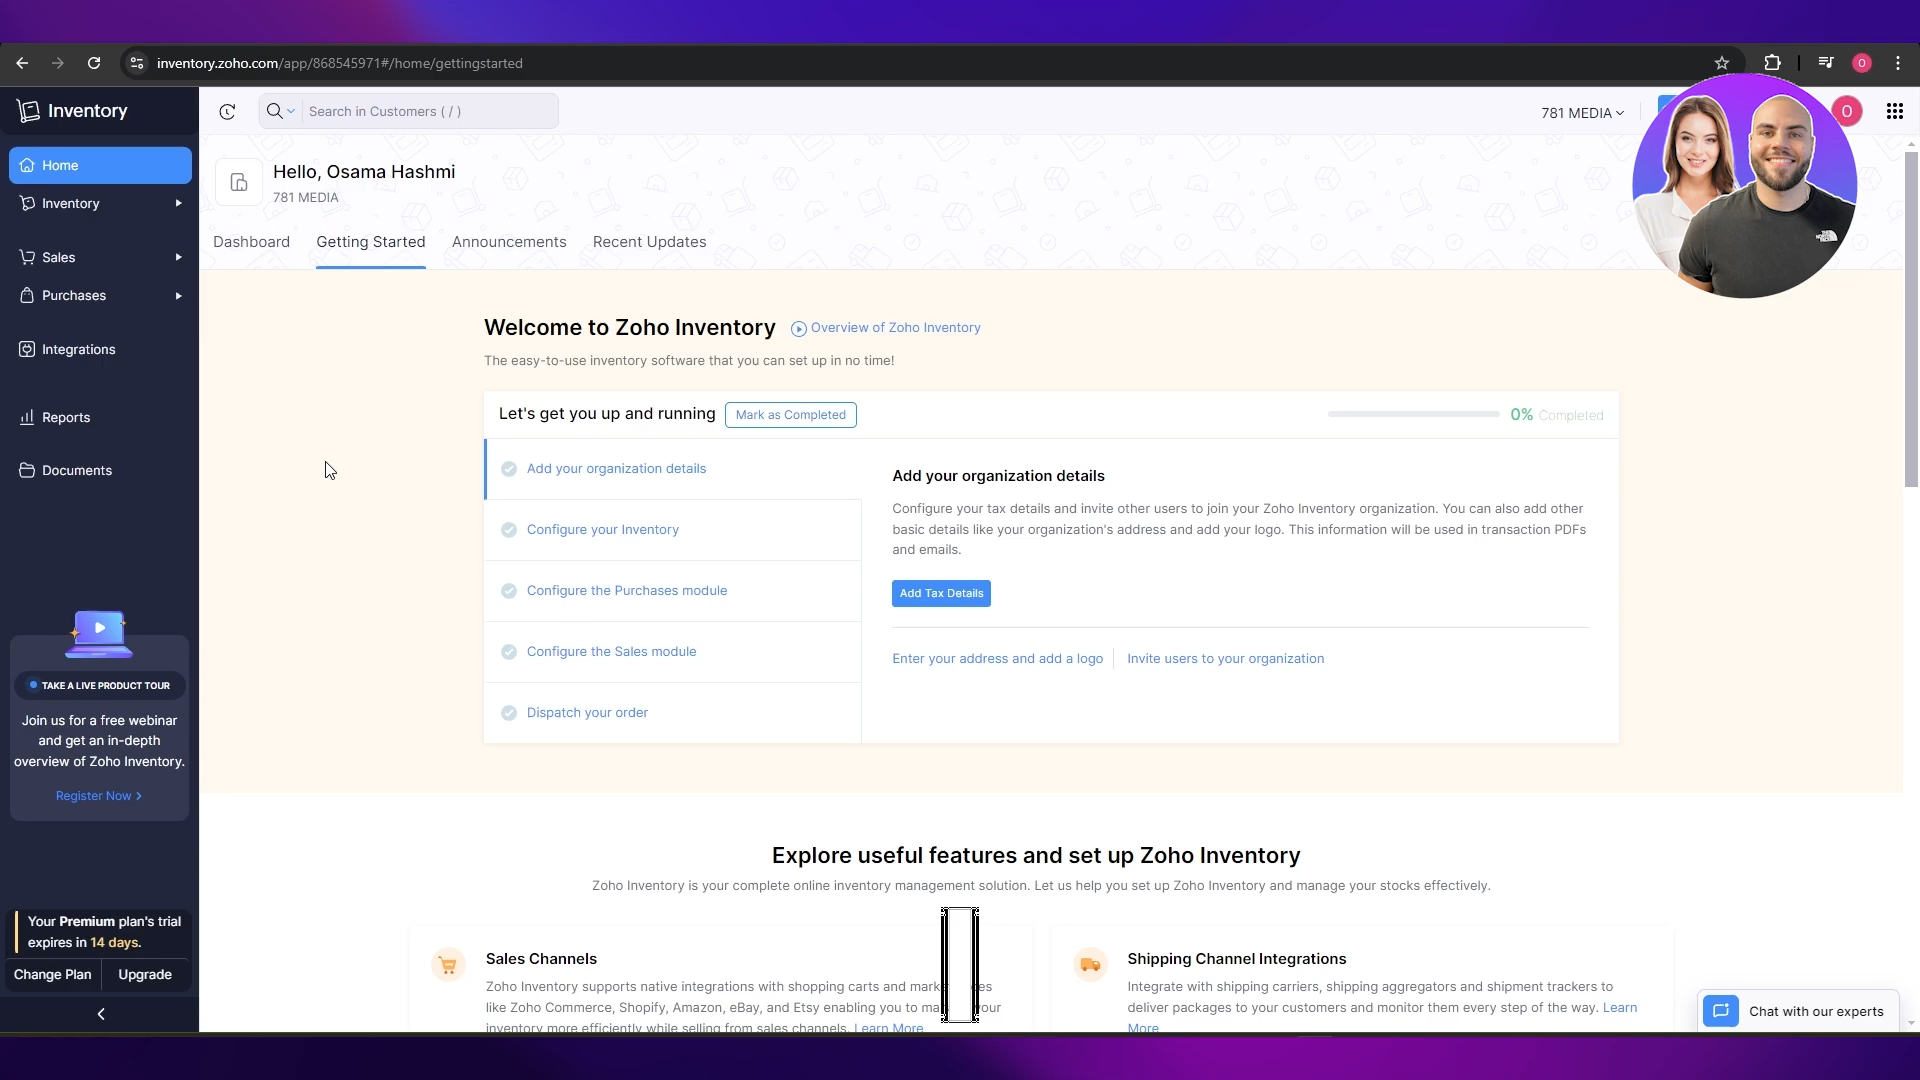 inventory.zoho.com/app/868545971#/home/gettingstarted
O
Inventory
Search in Customers ( / )
781 MEDIA
O
Home
Inventory
Sales
Purchases
Integrations
Reports
Documents
TAKE A LIVE PRODUCT TOUR
Join us for a free webinar
and get an in-depth
overview of Zoho Inventory.
Register Now >
Your Premium plan's trial
expires in 14 days.
Change Plan
Upgrade
Hello, Osama Hashmi
781 MEDIA
Dashboard
Getting Started
Announcements
Recent Updates
Welcome to Zoho Inventory
Overview of Zoho Inventory
The easy-to-use inventory software that you can set up in no time!
Let's get you up and running
Mark as Completed
0% Completed
Add your organization details
Configure your Inventory
Configure the Purchases module
Configure the Sales module
Dispatch your order
Add your organization details
Configure your tax details and invite other users to join your Zoho Inventory organization. You can also add other
basic details like your organization's address and add your logo. This information will be used in transaction PDFs
and emails.
Add Tax Details
Enter your address and add a logo
Invite users to your organization
Explore useful features and set up Zoho Inventory
Zoho Inventory is your complete online inventory management solution. Let us help you set up Zoho Inventory and manage your stocks effectively.
Sales Channels
Zoho Inventory supports native integrations with shopping carts and
like Zoho Commerce, Shopify, Amazon, eBay, and Etsy enabling you to
inventory more efficiently while selling from sales channels. Learn More
Shipping Channel Integrations
Integrate with shipping carriers, shipping aggregators and shipment trackers to
deliver packages to your customers and monitor them every step of the way. Learn
More
Chat with our experts